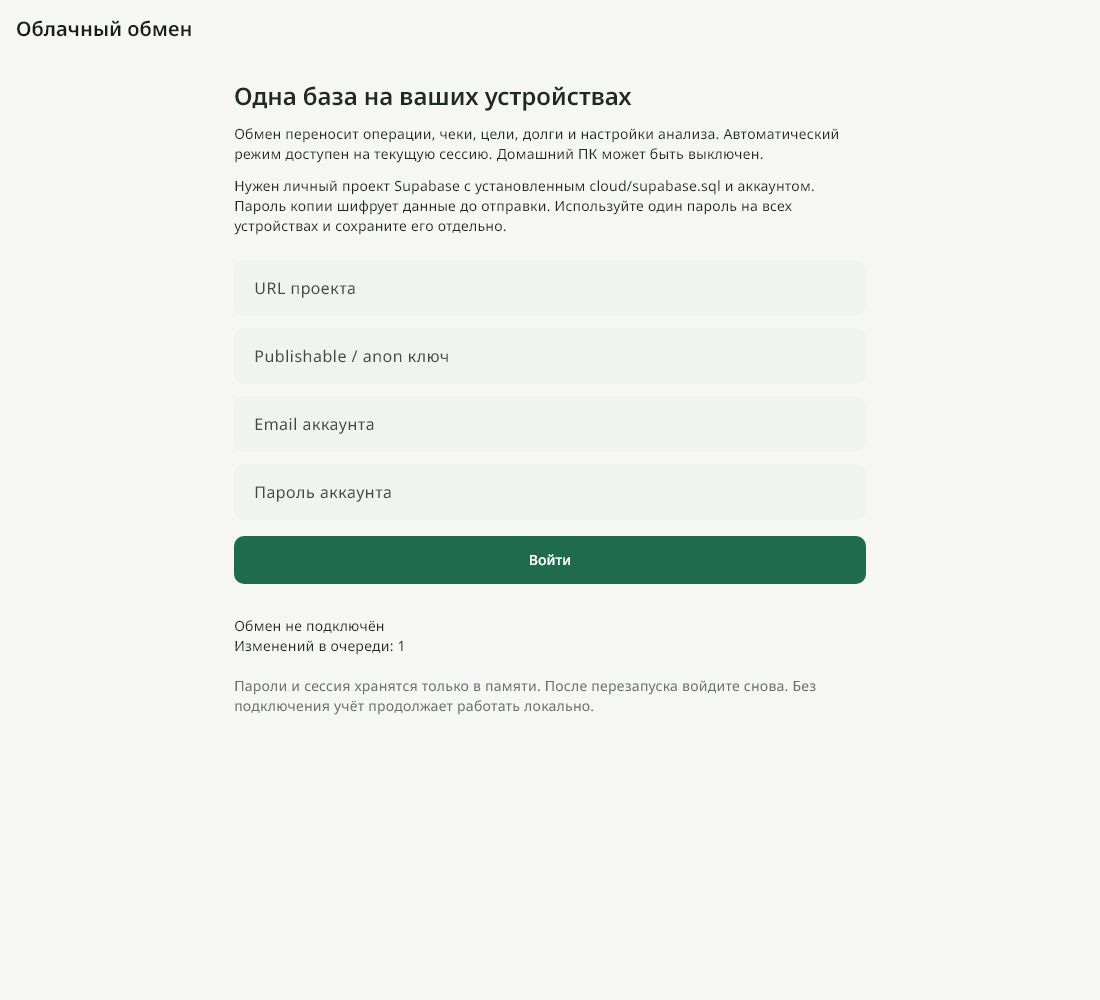 Облачный обмен
Одна база на ваших устройствах
Обмен переносит операции, чеки, цели, долги и настройки анализа. Автоматический
режим доступен на текущую сессию. Домашний ПК может быть выключен.
Нужен личный проект Supabase с установленным cloud/supabase.sql и аккаунтом.
Пароль копии шифрует данные до отправки. Используйте один пароль на всех
устройствах и сохраните его отдельно.
URL проекта
Publishable / anon ключ
Email аккаунта
Пароль аккаунта
Войти
Обмен не подключён
Изменений в очереди: 1
Пароли и сессия хранятся только в памяти. После перезапуска войдите снова. Без
подключения учёт продолжает работать локально.